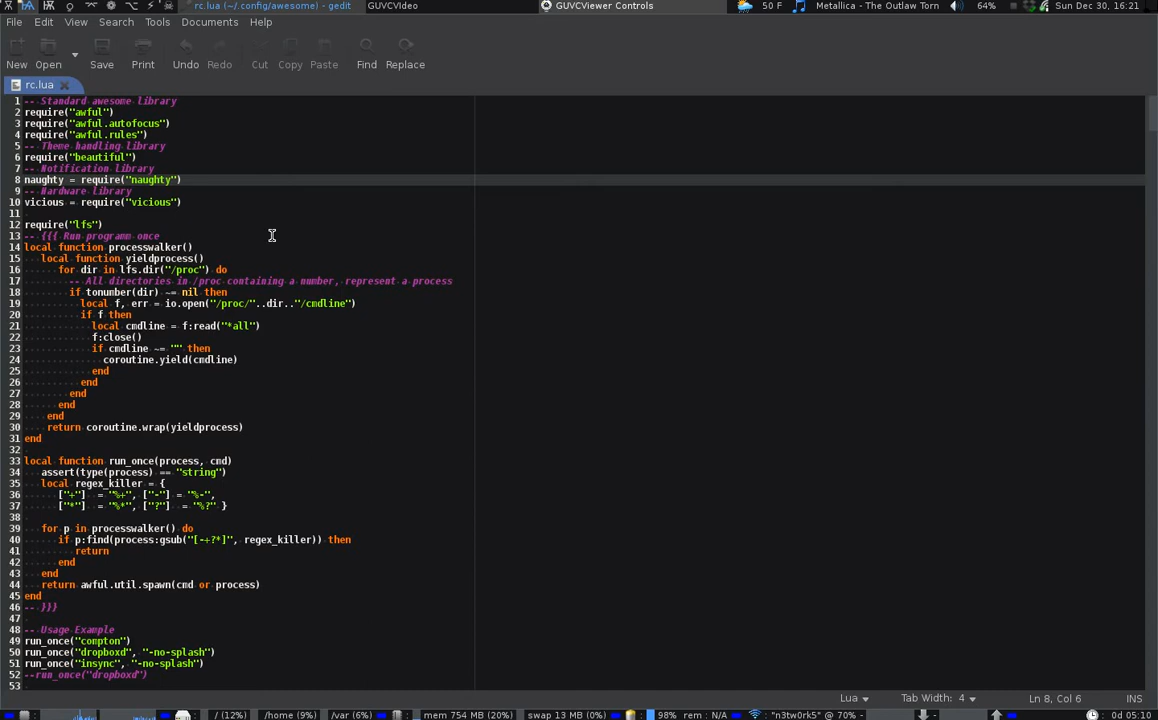 rc.lua (~/.config/awesome) - gedit GUVCVideo GUVCViewer Controls 50 F Metallica - The Outlaw Torn 64% Sun Dec 30, 16:21
File Edit View Search Tools Documents Help
New Open Save Print Undo Redo Cut Copy Paste Find Replace
rc.lua
1 -- Standard awesome library
2 require("awful")
3 require("awful.autofocus")
4 require("awful.rules")
5 -- Theme handling library
6 require("beautiful")
7 -- Notification library
8 naughty = require("naughty")
9 -- Hardware library
10 vicious = require("vicious")
11
12 require("lfs")
13 -- {{{ Run programm once
14 local function processwalker()
15 local function yieldprocess()
16 for dir in lfs.dir("/proc") do
17 -- All directories in /proc containing a number, represent a process
18 if tonumber(dir) ~= nil then
19 local f, err = io.open("/proc/"..dir.."/cmdline")
20 if f then
21 local cmdline = f:read("*all")
22 f:close()
23 if cmdline ~= "" then
24 coroutine.yield(cmdline)
25 end
26 end
27 end
28 end
29 end
30 return coroutine.wrap(yieldprocess)
31 end
32
33 local function run_once(process, cmd)
34 assert(type(process) == "string")
35 local regex_killer = {
36 ["+"] = "%+", ["-"] = "%-",
37 ["*"] = "%*", ["?"] = "%?" }
38
39 for p in processwalker() do
40 if p:find(process:gsub("[-+?*]", regex_killer)) then
41 return
42 end
43 end
44 return awful.util.spawn(cmd or process)
45 end
46 -- }}}
47
48 -- Usage Example
49 run_once("compton")
50 run_once("dropboxd", "-no-splash")
51 run_once("insync", "-no-splash")
52 --run_once("dropboxd")
53
Lua Tab Width: 4 Ln 8, Col 6 INS
/ (12%) /home (9%) /var (6%) mem 754 MB (20%) swap 13 MB (0%) 98% rem : N/A "n3tw0rk5" @ 70% - - - 0d 05:10